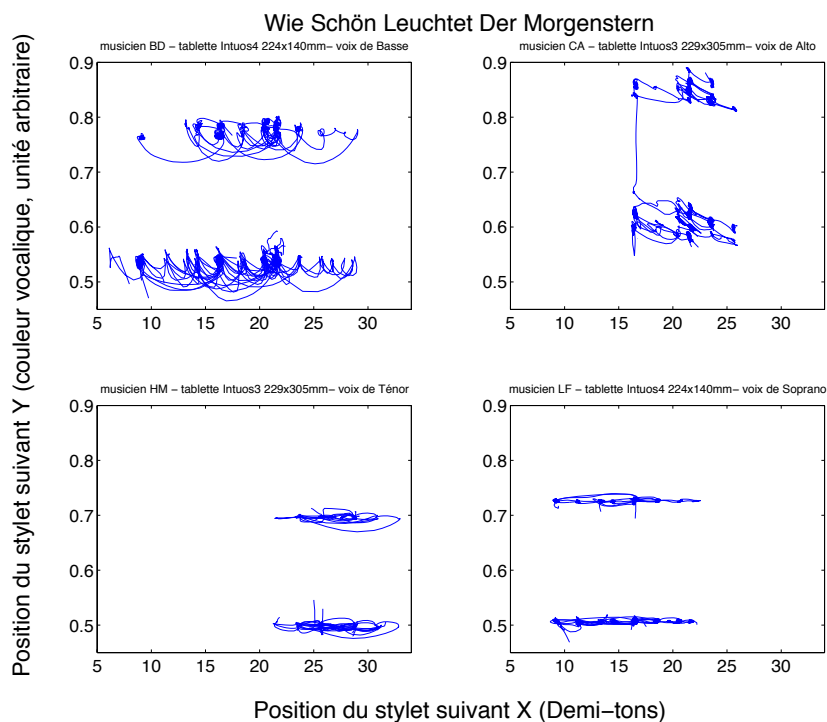 Wie Schön Leuchtet Der Morgenstern
musicien BD − tablette Intuos4 224x140mm− voix de Basse
0.9
0.8
0.7
0.6
0.5
5 10 15 20 25 30
musicien CA − tablette Intuos3 229x305mm− voix de Alto
0.9
0.8
0.7
0.6
0.5
5 10 15 20 25 30
musicien HM − tablette Intuos3 229x305mm− voix de Ténor
0.9
0.8
0.7
0.6
0.5
5 10 15 20 25 30
musicien LF − tablette Intuos4 224x140mm− voix de Soprano
0.9
0.8
0.7
0.6
0.5
5 10 15 20 25 30
Position du stylet suivant Y (couleur vocalique, unité arbitraire)
Position du stylet suivant X (Demi−tons)